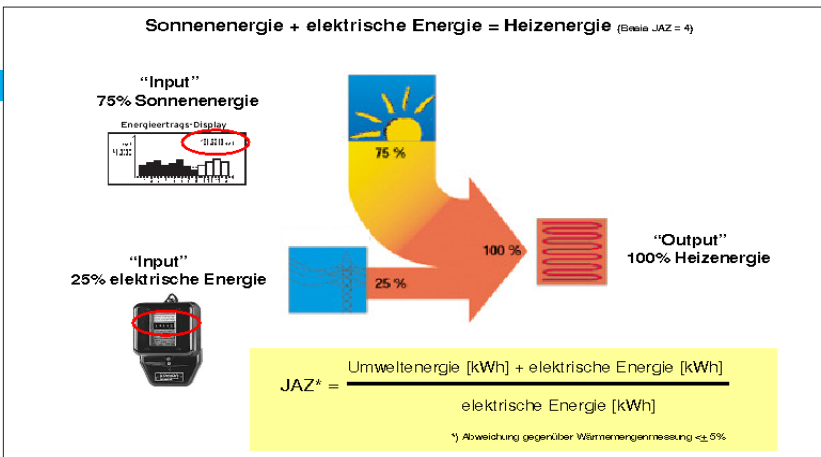 Sonnenenergie + elektrische Energie = Heizenergie (Basis JAZ = 4)
“Input”
75% Sonnenenergie
Energieertrags-Display
75 %
100 %
“Output”
100% Heizenergie
“Input”
25% elektrische Energie
25 %
JAZ* =
Umweltenergie [kWh] + elektrische Energie [kWh]
elektrische Energie [kWh]
*) Abweichung gegenüber Wärmemengenmessung <± 5%